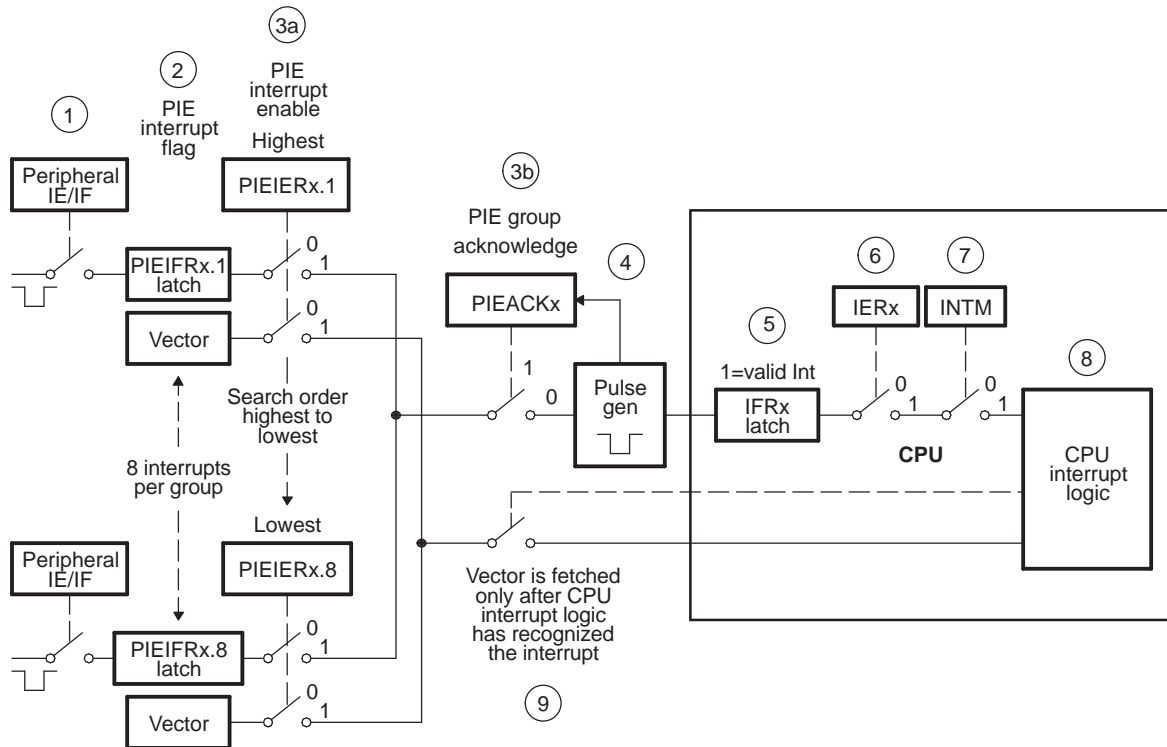 1
2
PIE
interrupt
flag
3a
PIE
interrupt
enable
Highest
Peripheral
IE/IF
PIEIERx.1
PIEIFRx.1
latch
0
1
Vector
0
1
8 interrupts
per group
Search order
highest to
lowest
Lowest
Peripheral
IE/IF
PIEIERx.8
PIEIFRx.8
latch
0
1
Vector
0
1
3b
PIE group
acknowledge
PIEACKx
1
0
4
Pulse
gen
5
1=valid Int
IFRx
latch
6
IERx
0
1
7
INTM
0
1
CPU
8
CPU
interrupt
logic
Vector is fetched
only after CPU
interrupt logic
has recognized
the interrupt
9